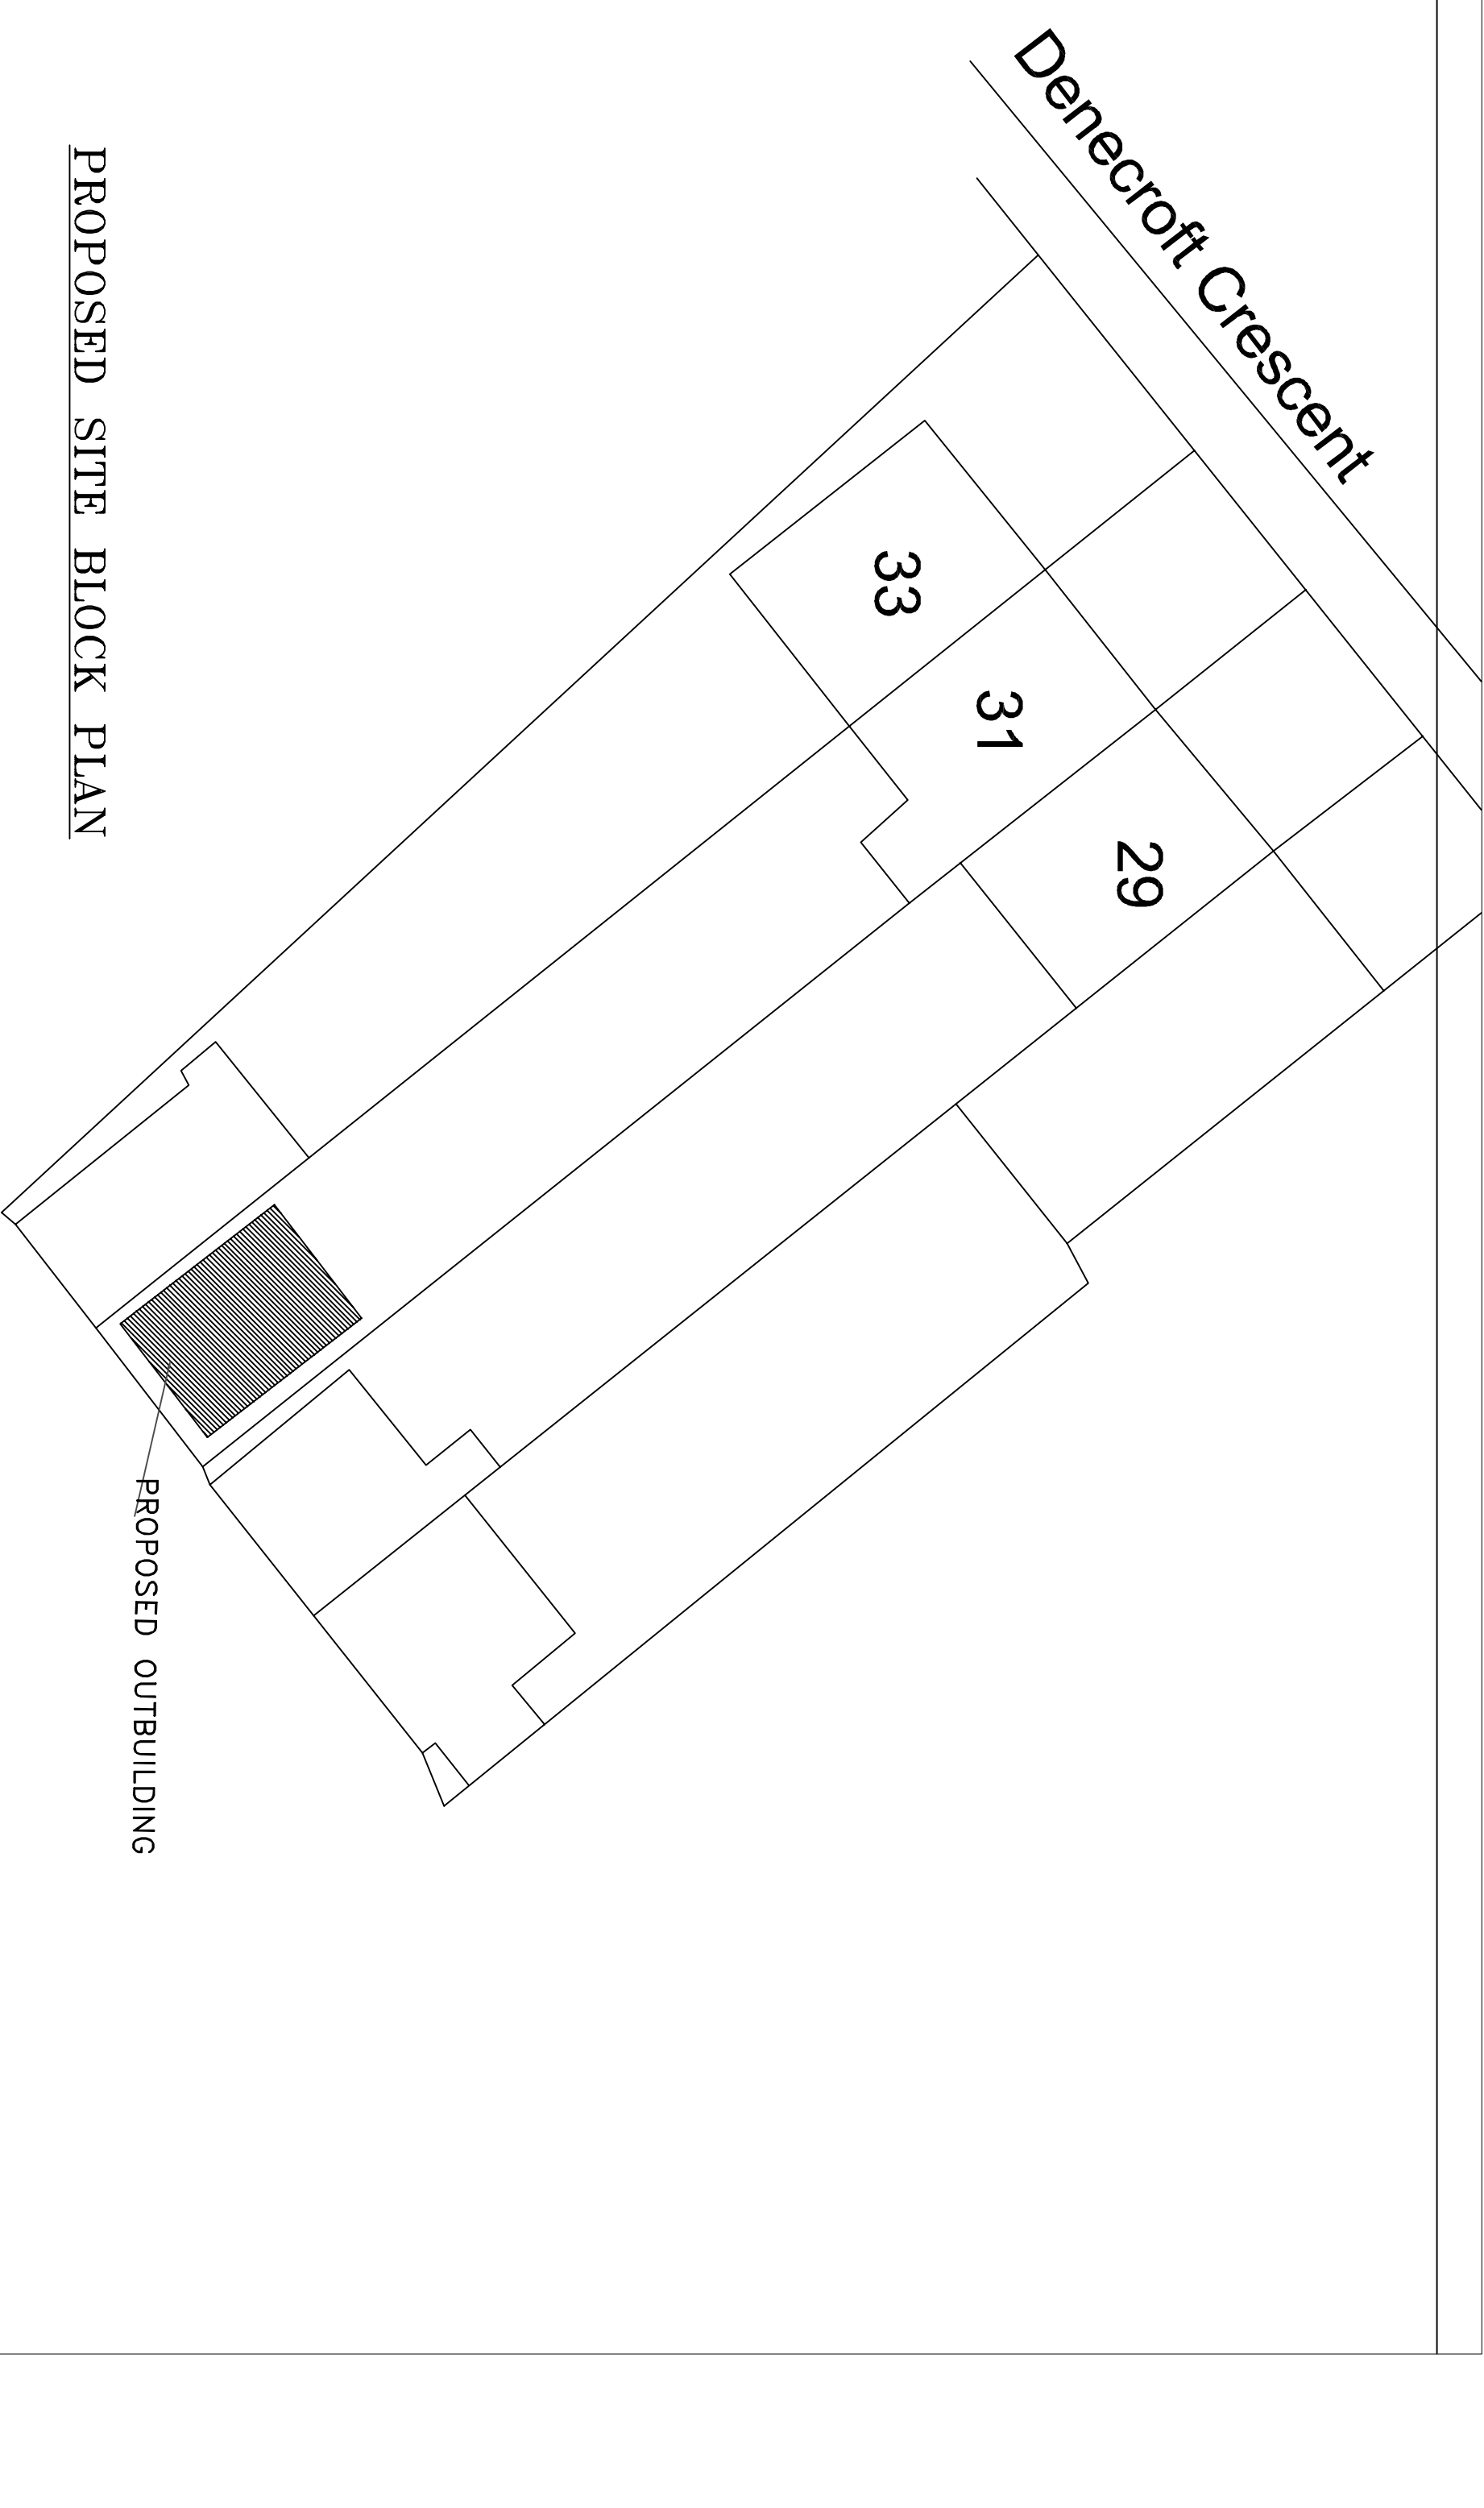 Denecroft Crescent
33
31
29
PROPOSED OUTBUILDING
PROPOSED SITE BLOCK PLAN